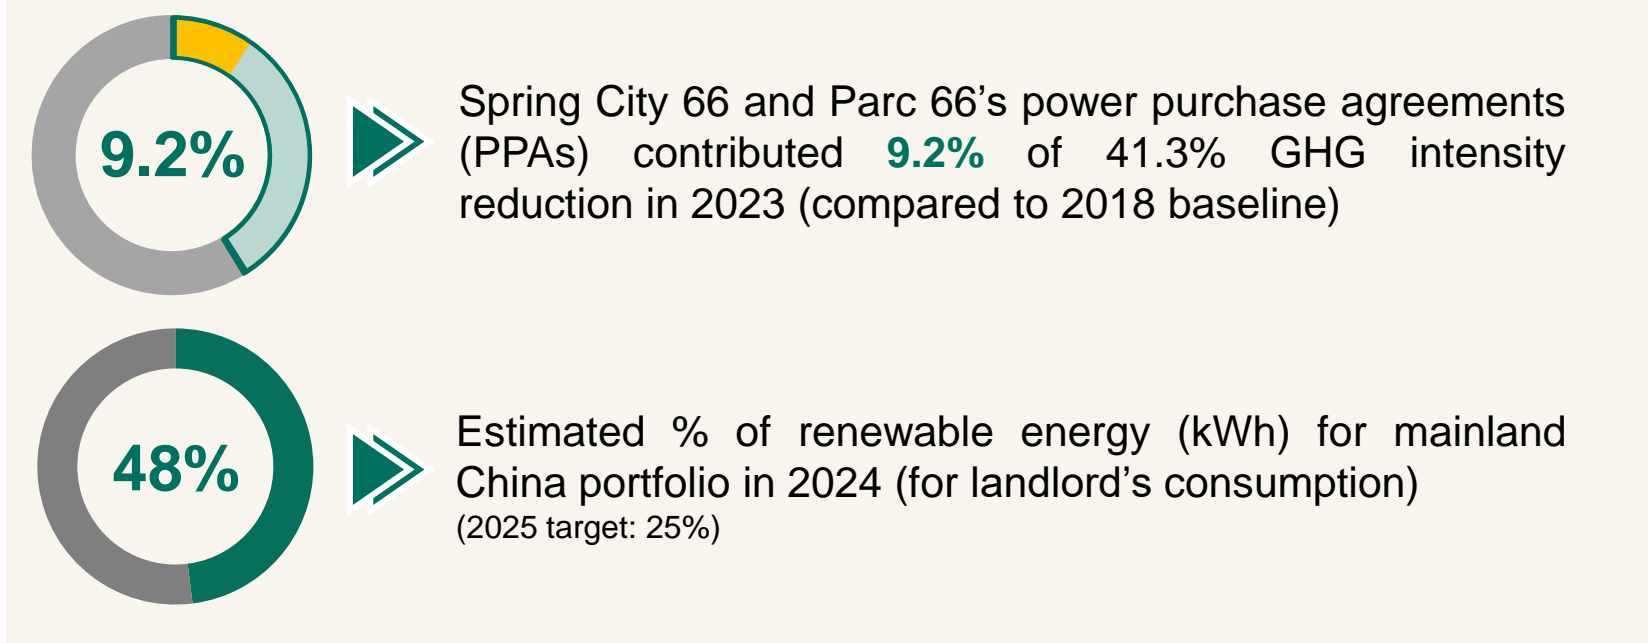 9.2%
Spring City 66 and Parc 66’s power purchase agreements
(PPAs) contributed 9.2% of 41.3% GHG intensity
reduction in 2023 (compared to 2018 baseline)
48%
Estimated % of renewable energy (kWh) for mainland
China portfolio in 2024 (for landlord’s consumption)
(2025 target: 25%)